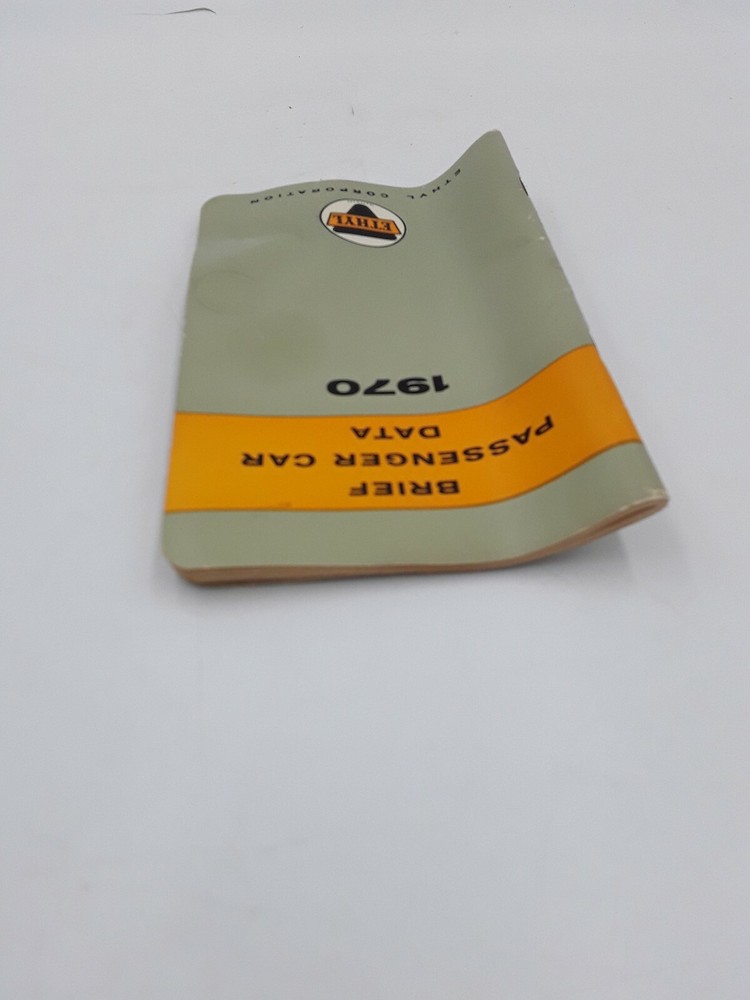 BRIEF
PASSENGER CAR
DATA
1970
ETHYL
ETHYL CORPORATION